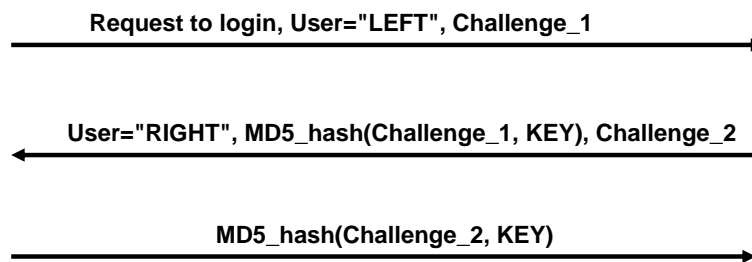 Request to login, User="LEFT", Challenge_1
User="RIGHT", MD5_hash(Challenge_1, KEY), Challenge_2
MD5_hash(Challenge_2, KEY)